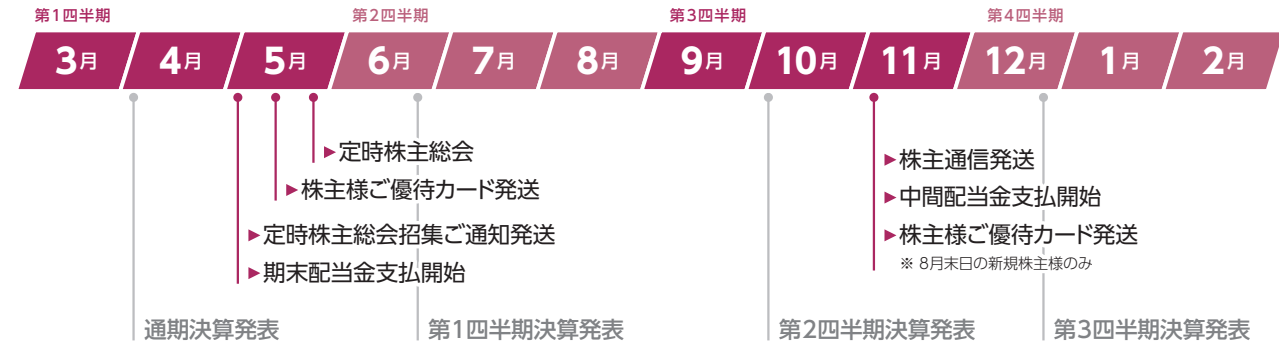 第1四半期
第2四半期
第3四半期
第4四半期
3月
4月
5月
6月
7月
8月
9月
10月
11月
12月
1月
2月
▶定時株主総会
▶株主様ご優待カード発送
▶定時株主総会招集ご通知発送
▶期末配当金支払開始
▶株主通信発送
▶中間配当金支払開始
▶株主様ご優待カード発送
※ 8月末日の新規株主様のみ
通期決算発表
第1四半期決算発表
第2四半期決算発表
第3四半期決算発表